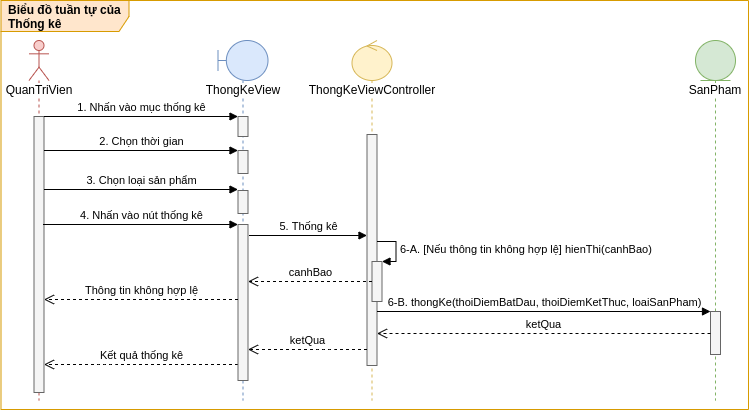 Biểu đồ tuần tự của
Thống kê
QuanTriVien
ThongKeView
ThongKeViewController
SanPham
1. Nhấn vào mục thống kê
2. Chọn thời gian
3. Chọn loại sản phẩm
4. Nhấn vào nút thống kê
5. Thống kê
6-A. [Nếu thông tin không hợp lệ] hienThi(canhBao)
canhBao
Thông tin không hợp lệ
6-B. thongKe(thoiDiemBatDau, thoiDiemKetThuc, loaiSanPham)
ketQua
ketQua
Kết quả thống kê